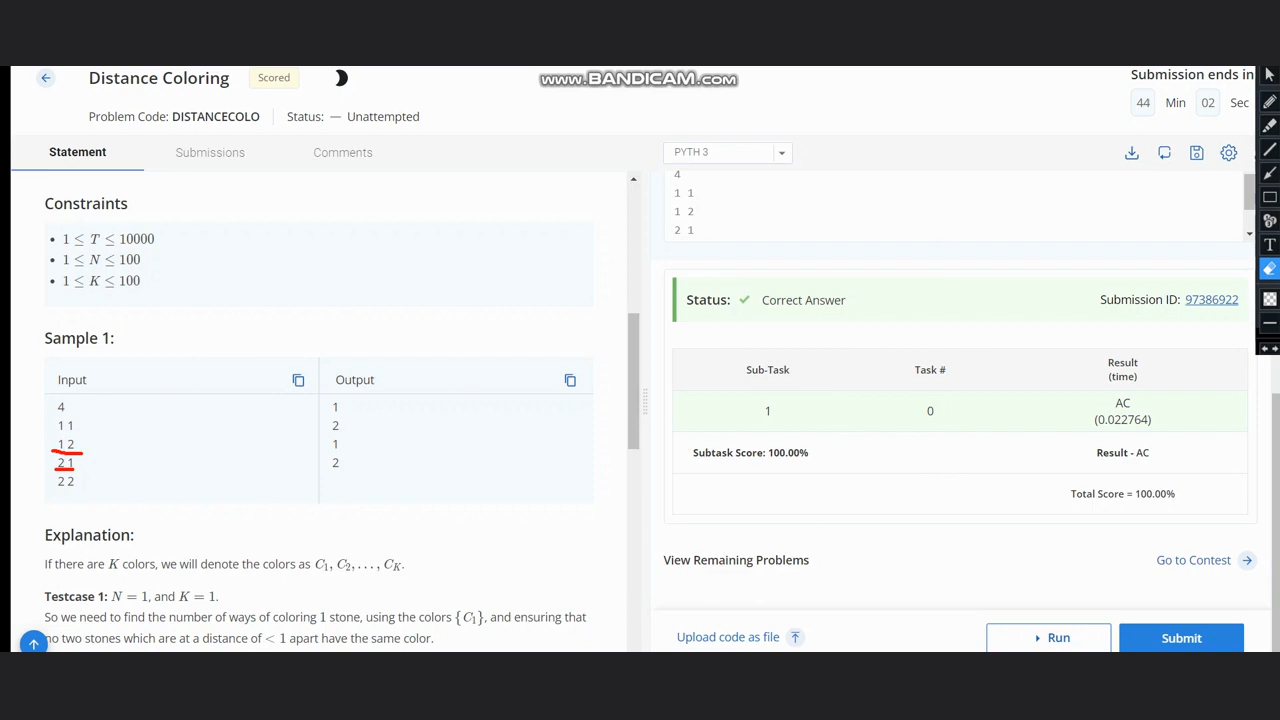 www.BANDICAM.com
Distance Coloring Scored
Submission ends in
44 Min 02 Sec
Problem Code: DISTANCECOLO Status: — Unattempted
Statement Submissions Comments
PYTH 3
Constraints
• 1 ≤ T ≤ 10000
• 1 ≤ N ≤ 100
• 1 ≤ K ≤ 100
Sample 1:
Input Output
4 1
1 1 2
1 2 1
2 1 2
2 2
Explanation:
If there are K colors, we will denote the colors as C₁, C₂, . . . , Cₖ.
Testcase 1: N = 1, and K = 1.
So we need to find the number of ways of coloring 1 stone, using the colors {C₁}, and ensuring that
no two stones which are at a distance of < 1 apart have the same color.
4
1 1
1 2
2 1
Status: ✓ Correct Answer Submission ID: 97386922
Sub-Task Task # Result
(time)
1 0 AC
(0.022764)
Subtask Score: 100.00% Result - AC
Total Score = 100.00%
View Remaining Problems Go to Contest
Upload code as file Run Submit